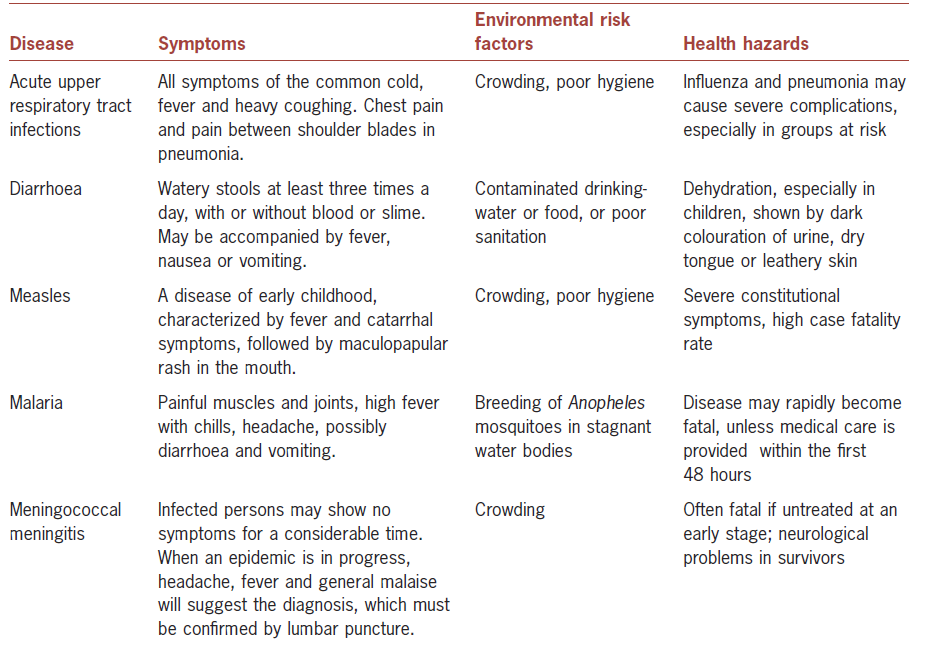 Environmental risk
Disease Symptoms factors Health hazards
Acute upper All symptoms of the common cold, Crowding, poor hygiene Influenza and pneumonia may
respiratory tract fever and heavy coughing. Chest pain cause severe complications,
infections and pain between shoulder blades in especially in groups at risk
pneumonia.
Diarrhoea Watery stools at least three times a Contaminated drinking- Dehydration, especially in
day, with or without blood or slime. water or food, or poor children, shown by dark
May be accompanied by fever, sanitation colouration of urine, dry
nausea or vomiting. tongue or leathery skin
Measles A disease of early childhood, Crowding, poor hygiene Severe constitutional
characterized by fever and catarrhal symptoms, high case fatality
symptoms, followed by maculopapular rate
rash in the mouth.
Malaria Painful muscles and joints, high fever Breeding of Anopheles Disease may rapidly become
with chills, headache, possibly mosquitoes in stagnant fatal, unless medical care is
diarrhoea and vomiting. water bodies provided within the first
48 hours
Meningococcal Infected persons may show no Crowding Often fatal if untreated at an
meningitis symptoms for a considerable time. early stage; neurological
When an epidemic is in progress, problems in survivors
headache, fever and general malaise
will suggest the diagnosis, which must
be confirmed by lumbar puncture.